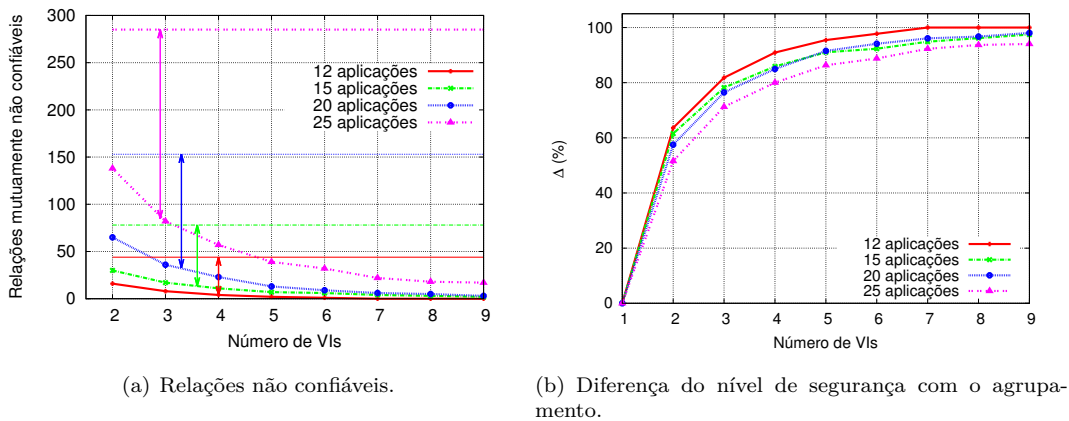 Relações mutuamente não confiáveis
300
250
200
150
100
50
0
12 aplicações
15 aplicações
20 aplicações
25 aplicações
2 3 4 5 6 7 8 9
Número de VIs
(a) Relações não confiáveis.
Δ (%)
100
80
60
40
20
0
12 aplicações
15 aplicações
20 aplicações
25 aplicações
1 2 3 4 5 6 7 8 9
Número de VIs
(b) Diferença do nível de segurança com o agrupa-
mento.